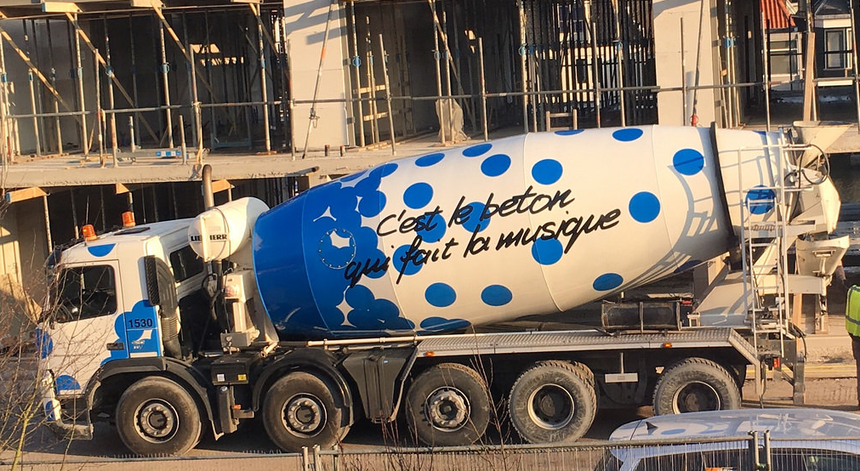 C'est le beton
qui fait la musique
LIEBHERR
1530